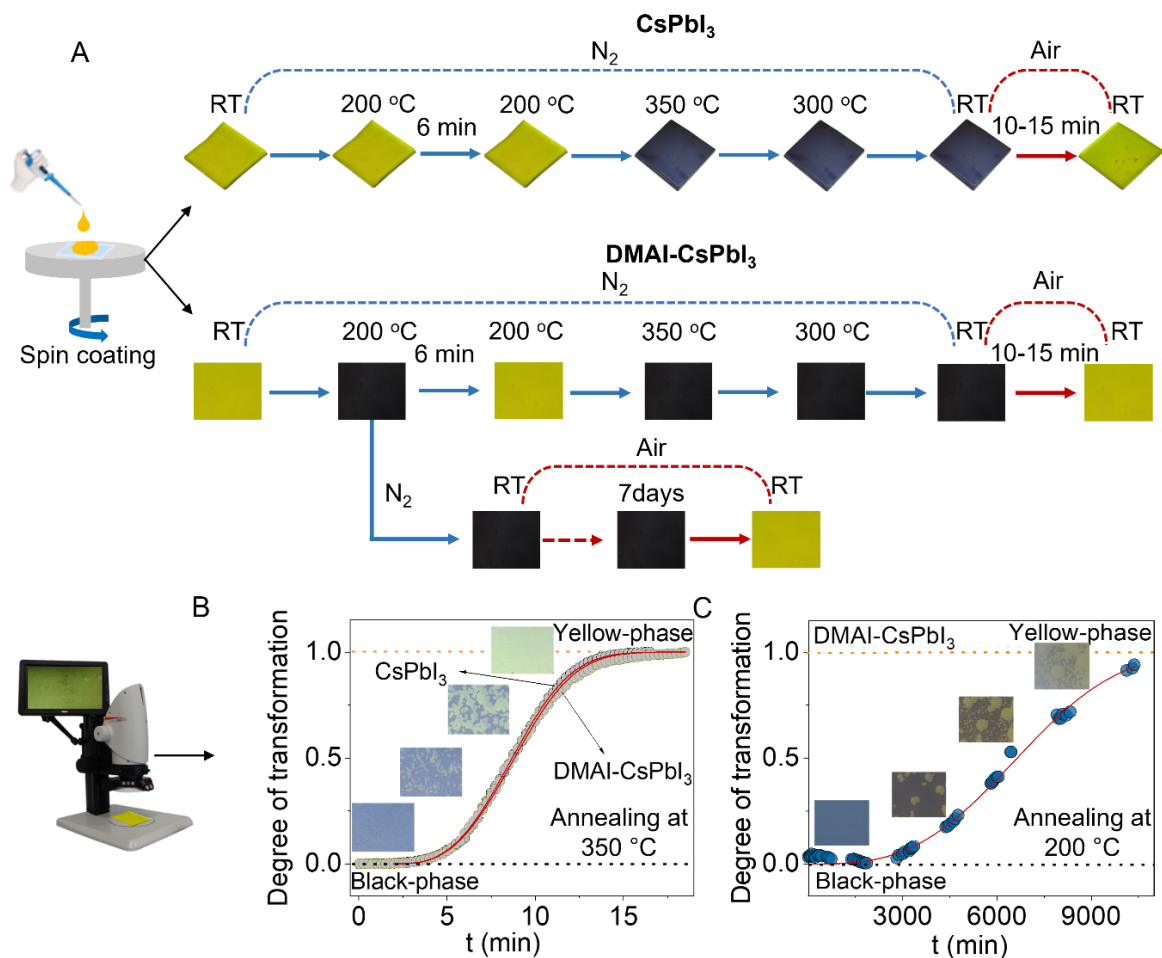 A
CsPbI₃
N₂
Air
RT
200 °C
6 min
200 °C
350 °C
300 °C
RT
10-15 min
RT
Spin coating
DMAI-CsPbI₃
N₂
Air
RT
200 °C
6 min
200 °C
350 °C
300 °C
RT
10-15 min
RT
N₂
Air
RT
7days
RT
B
Degree of transformation
1.0
0.5
0.0
Yellow-phase
CsPbI₃
DMAI-CsPbI₃
Annealing at
350 °C
Black-phase
0
5
10
15
t (min)
C
Degree of transformation
1.0
0.5
0.0
DMAI-CsPbI₃
Yellow-phase
Annealing at
200 °C
Black-phase
3000
6000
9000
t (min)